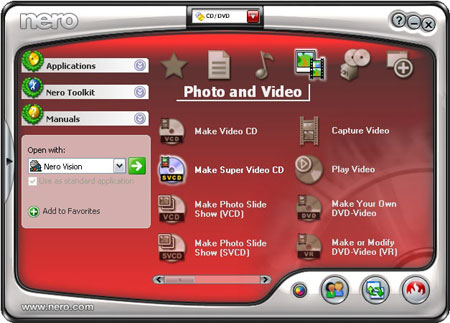 nero
CD/DVD
Applications
Nero Toolkit
Manuals
Open with:
Nero Vision
Use as standard application
Add to Favorites
Photo and Video
Make Video CD
Capture Video
Make Super Video CD
Play Video
Make Photo Slide
Show (VCD)
Make Your Own
DVD-Video
Make Photo Slide
Show (SVCD)
Make or Modify
DVD-Video (VR)
VCD
SVCD
VCD
DVD
SVCD
VR
www.nero.com